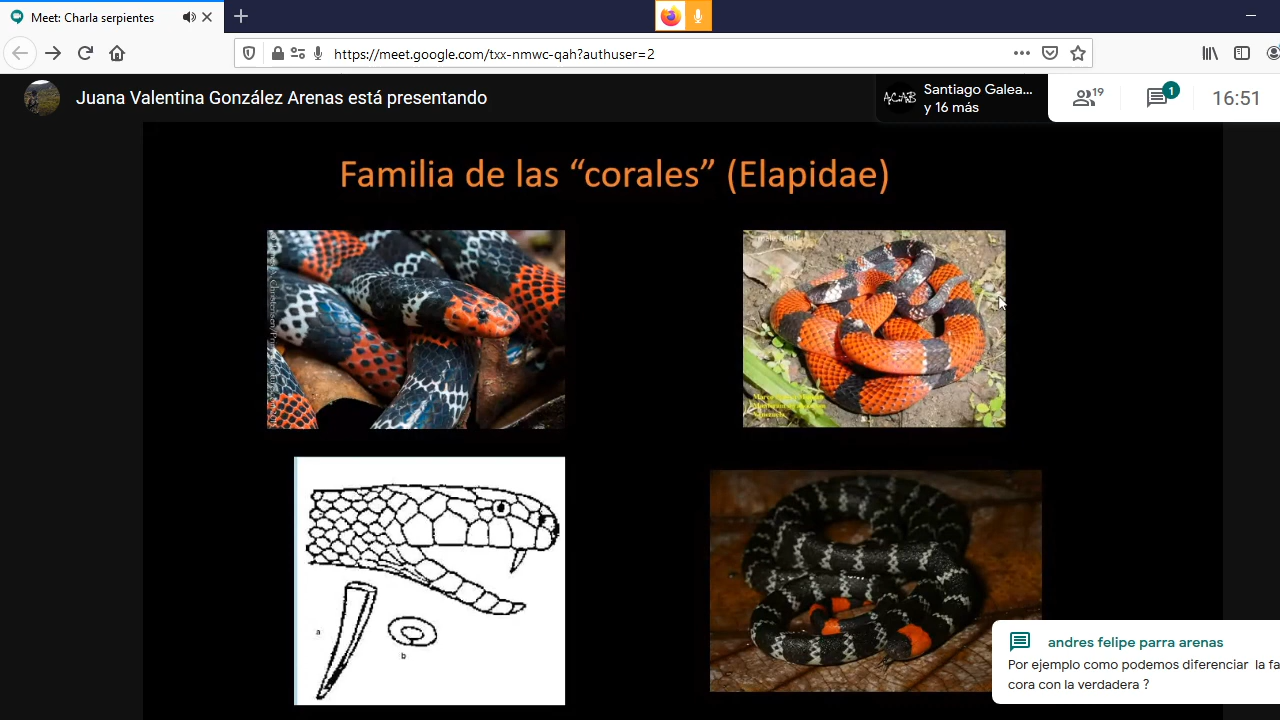 Meet: Charla serpientes
https://meet.google.com/txx-nmwc-qah?authuser=2
Juana Valentina González Arenas está presentando
ACAB
Santiago Galea...
y 16 más
19
1
16:51
Familia de las “corales” (Elapidae)
a
b
andres felipe parra arenas
Por ejemplo como podemos diferenciar la fa
cora con la verdadera ?